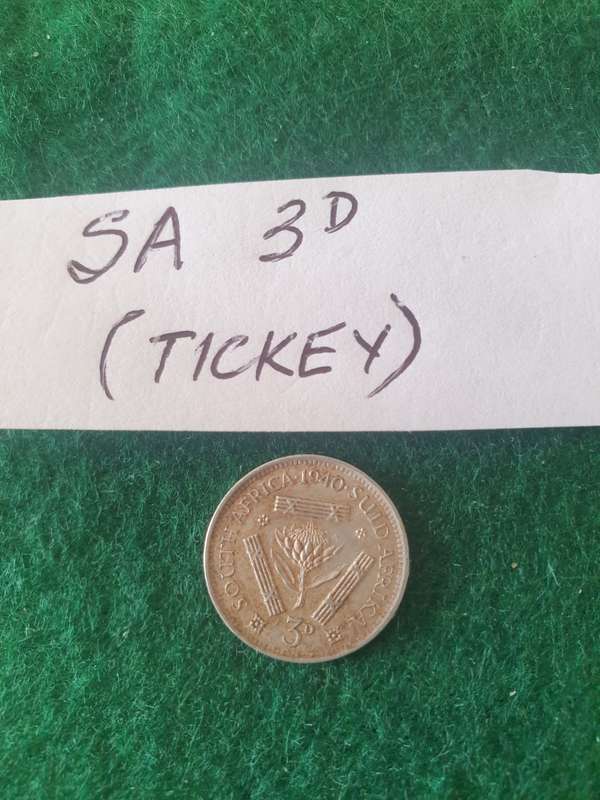 SA 3D
(TICKEY)
SOUTH AFRICA·1940·SUID-AFRIKA
3D